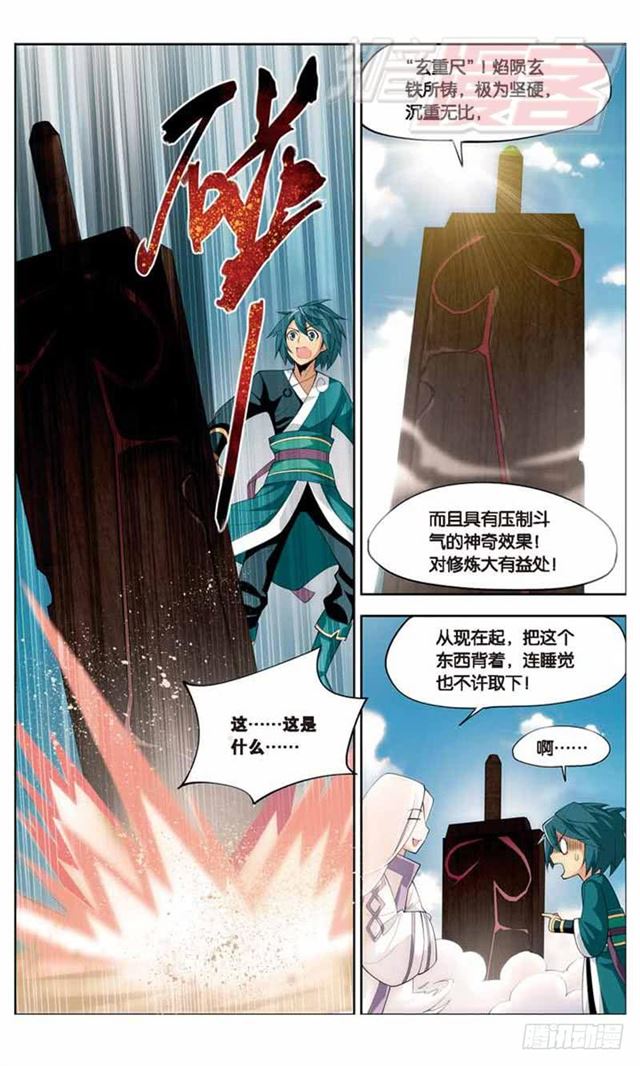 碰
！
这……这是
什么……
“玄重尺”！焰陨玄
铁所铸，极为坚硬，
沉重无比，
而且具有压制斗
气的神奇效果！
对修炼大有益处！
从现在起，把这个
东西背着，连睡觉
也不许取下！
啊……
腾讯动漫